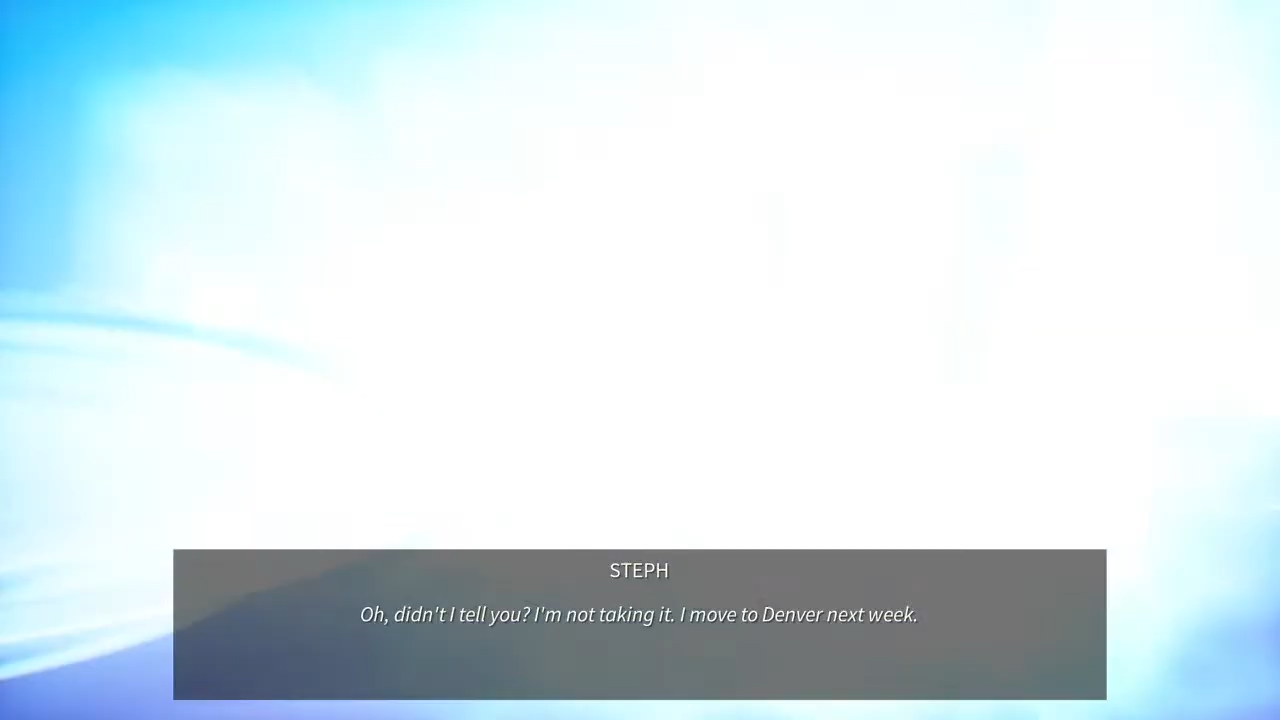 STEPH
Oh, didn't I tell you? I'm not taking it. I move to Denver next week.